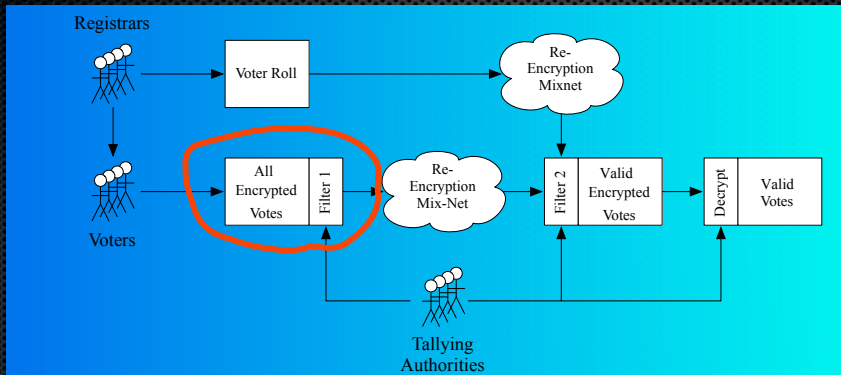 Registrars
Voter Roll
Re-
Encryption
Mixnet
All
Encrypted
Votes
Filter 1
Re-
Encryption
Mix-Net
Filter 2
Valid
Encrypted
Votes
Decrypt
Valid
Votes
Voters
Tallying
Authorities